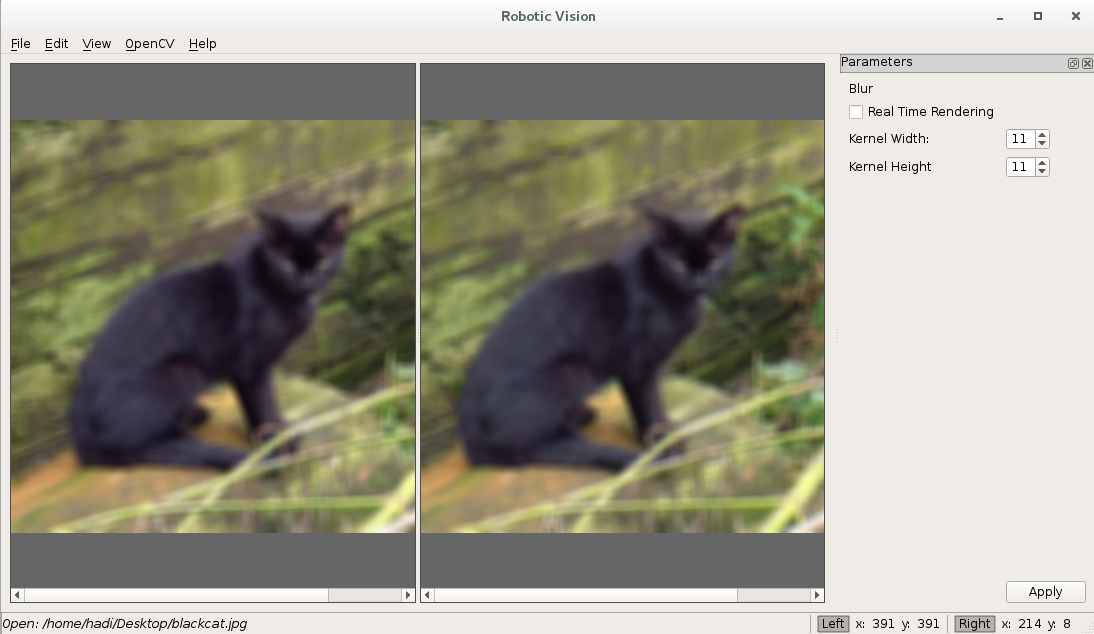 Robotic Vision
File Edit View OpenCV Help
Parameters
Blur
Real Time Rendering
Kernel Width: 11
Kernel Height 11
Apply
Open: /home/hadi/Desktop/blackcat.jpg Left x: 391 y: 391 Right x: 214 y: 8